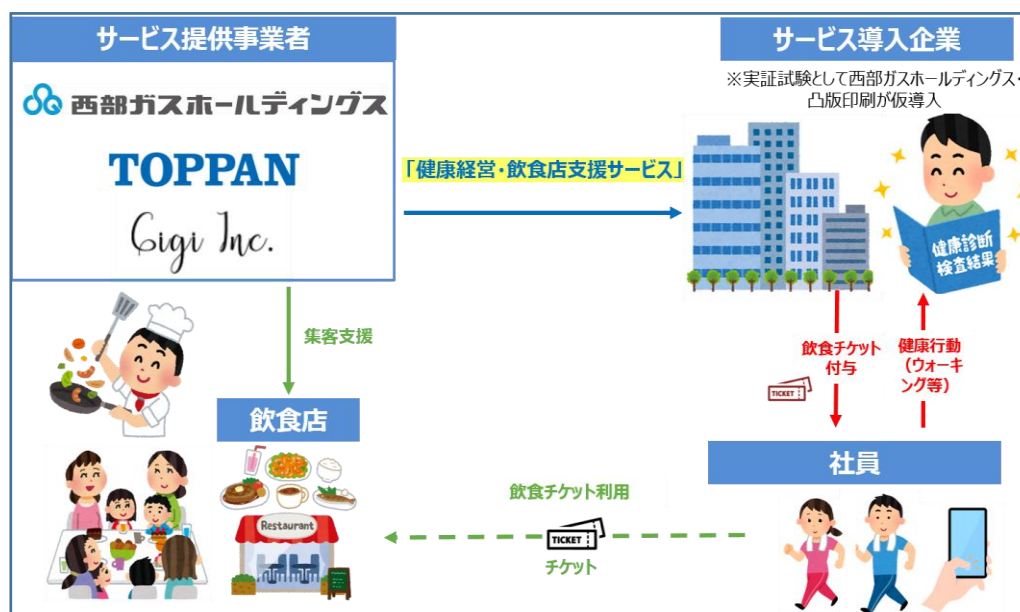 サービス提供事業者
西部ガスホールディングス
TOPPAN
Gigi Inc.
「健康経営・飲食店支援サービス」
サービス導入企業
※実証試験として西部ガスホールディングス・
凸版印刷が仮導入
健康診断
検査結果
集客支援
飲食チケット
付与
TICKET
健康行動
(ウォーキ
ング等)
飲食店
Restaurant
社員
飲食チケット利用
TICKET
チケット